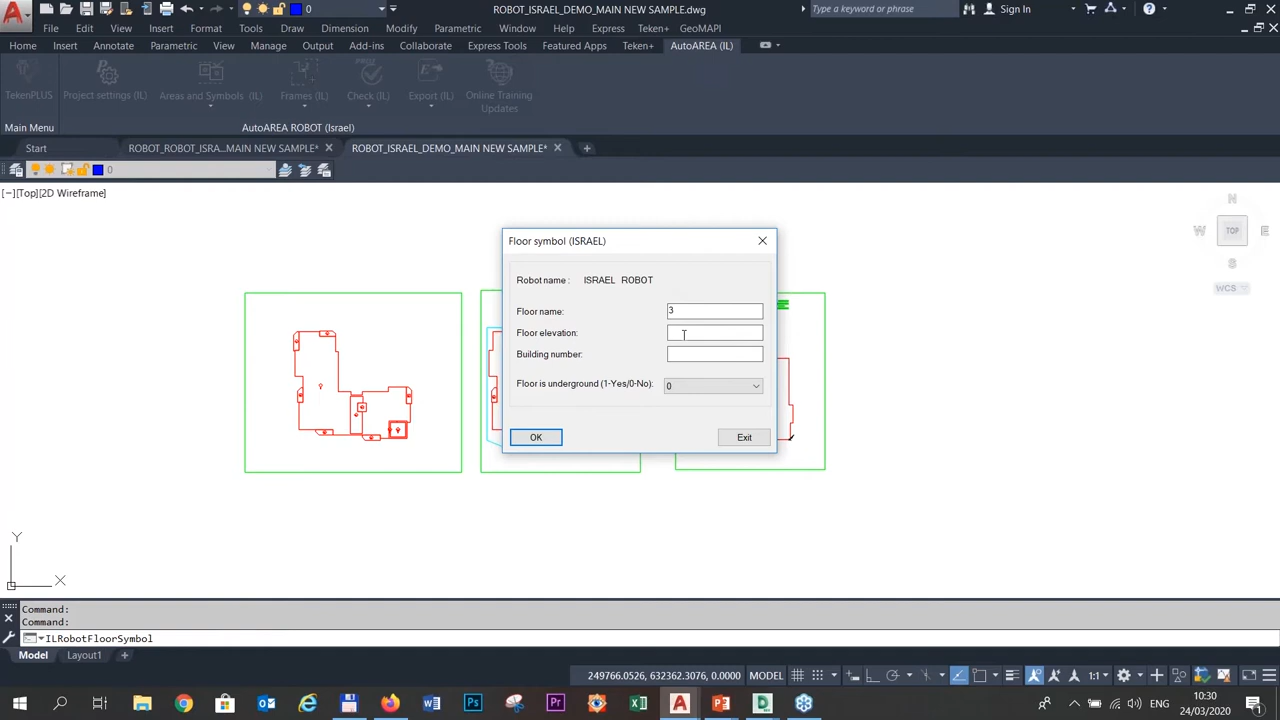 ROBOT_ISRAEL_DEMO_MAIN NEW SAMPLE.dwg
Type a keyword or phrase
Sign In
0
File Edit View Insert Format Tools Draw Dimension Modify Parametric Window Express Teken+ GeoMAPI
Home Insert Annotate Parametric View Manage Output Add-ins Collaborate Express Tools Featured Apps Teken+ AutoAREA (IL)
TekenPLUS
Project settings (IL)
Areas and Symbols (IL)
Frames (IL)
Check (IL)
Export (IL)
Online Training
Updates
Main Menu
AutoAREA ROBOT (Israel)
Start
ROBOT_ROBOT_ISRA...MAIN NEW SAMPLE*
ROBOT_ISRAEL_DEMO_MAIN NEW SAMPLE*
0
[−][Top][2D Wireframe]
N
W
TOP
E
S
WCS
Floor symbol (ISRAEL)
Robot name : ISRAEL ROBOT
Floor name: 3
Floor elevation:
Building number:
Floor is underground (1-Yes/0-No): 0
OK
Exit
Y
X
Command:
Command:
ILRobotFloorSymbol
Model
Layout1
249766.0526, 632362.3076, 0.0000
MODEL
1:1
ENG
10:30
24/03/2020